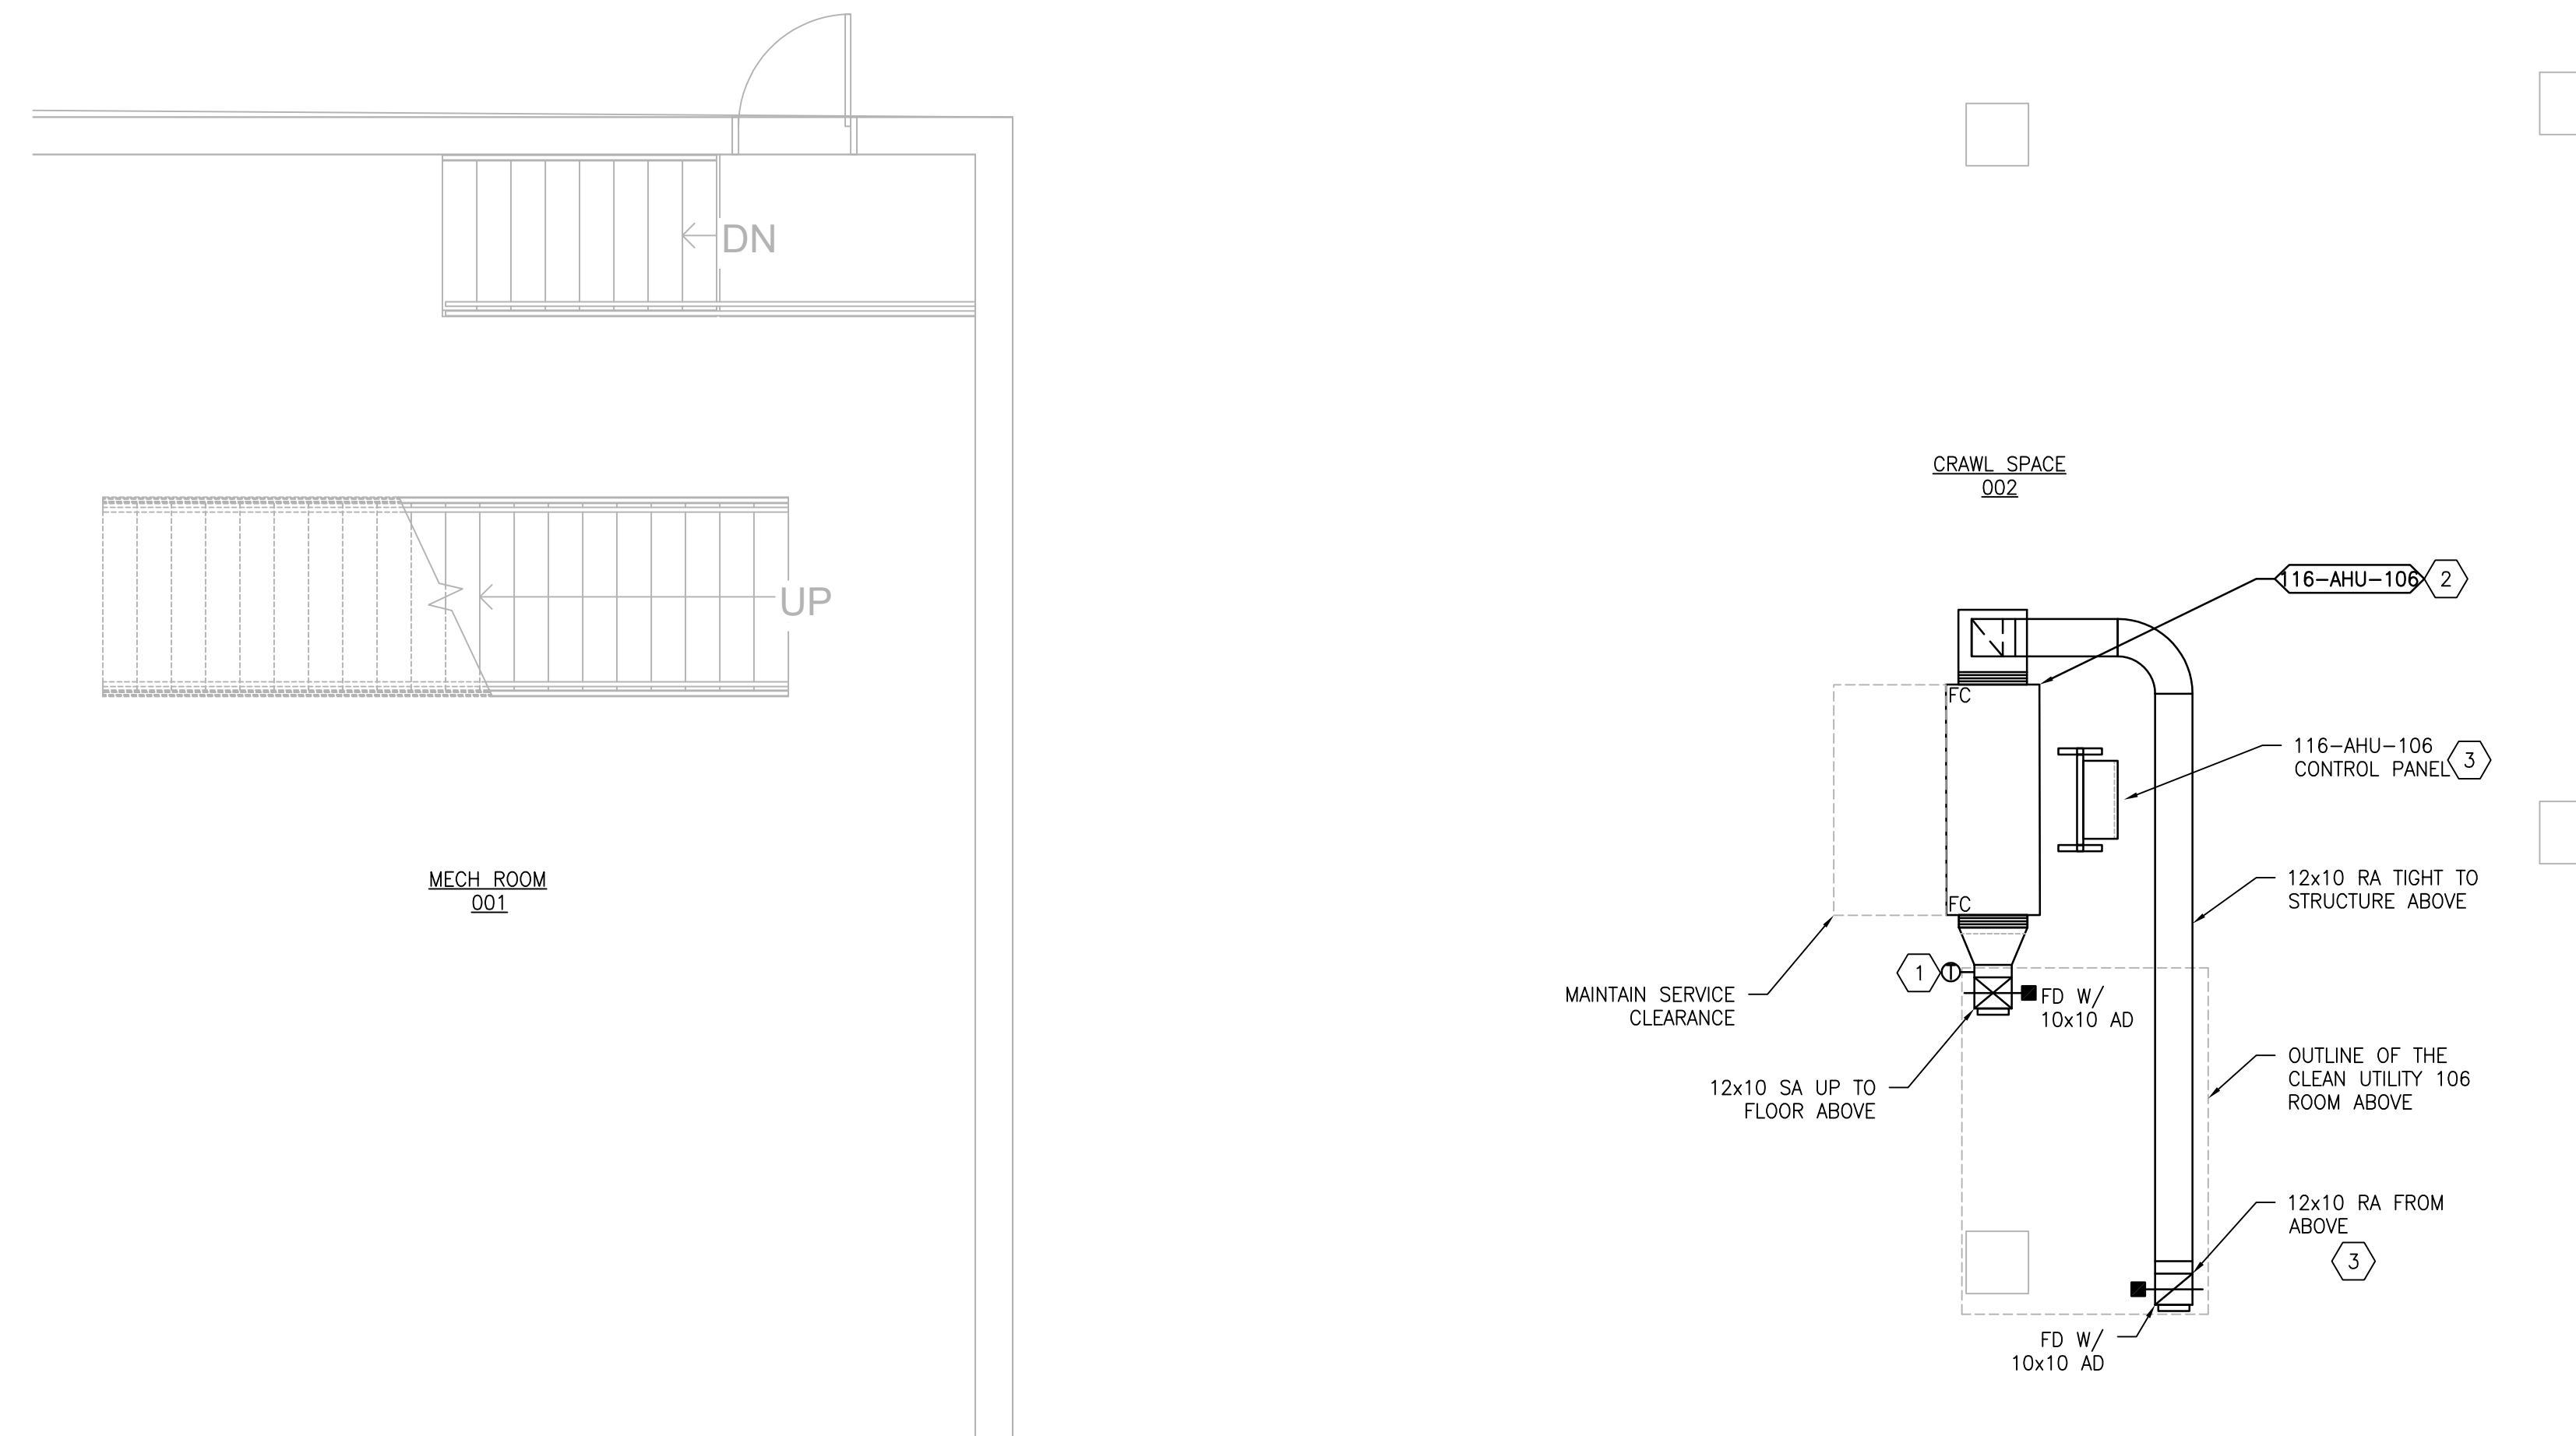 DN
UP
MECH ROOM
001
CRAWL SPACE
002
116-AHU-106
2
FC
116-AHU-106
CONTROL PANEL
3
12x10 RA TIGHT TO
STRUCTURE ABOVE
FC
1
T
MAINTAIN SERVICE
CLEARANCE
FD W/
10x10 AD
12x10 SA UP TO
FLOOR ABOVE
OUTLINE OF THE
CLEAN UTILITY 106
ROOM ABOVE
12x10 RA FROM
ABOVE
3
FD W/
10x10 AD